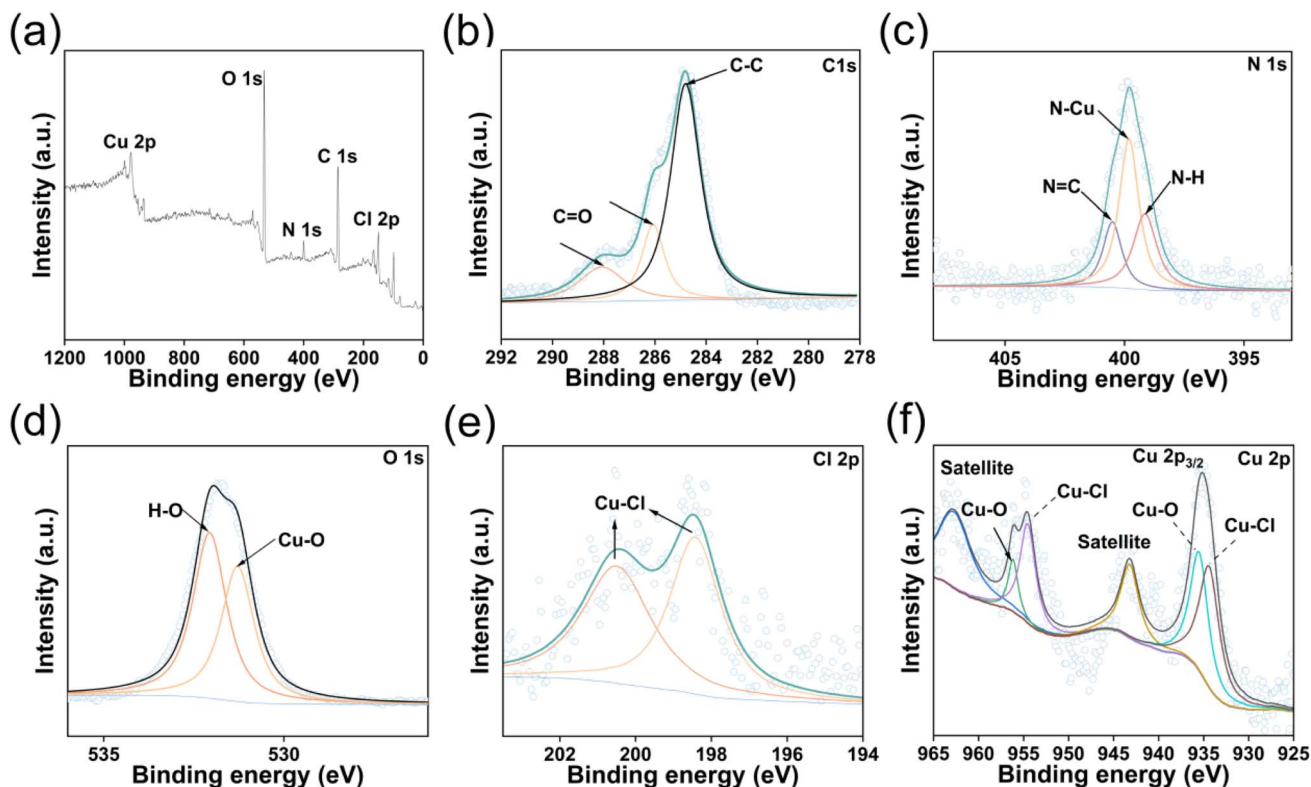 (a)
O 1s
Cu 2p
C 1s
N 1s
Cl 2p
Intensity (a.u.)
1200 1000 800 600 400 200 0
Binding energy (eV)
(b)
C1s
C-C
C=O
Intensity (a.u.)
292 290 288 286 284 282 280 278
Binding energy (eV)
(c)
N 1s
N-Cu
N-H
N=C
Intensity (a.u.)
405 400 395
Binding energy (eV)
(d)
O 1s
H-O
Cu-O
Intensity (a.u.)
535 530
Binding energy (eV)
(e)
Cl 2p
Cu-Cl
Intensity (a.u.)
202 200 198 196 194
Binding energy (eV)
(f)
Cu 2p3/2 Cu 2p
Satellite
Cu-Cl
Cu-O
Cu-O
Cu-Cl
Satellite
Intensity (a.u.)
965 960 955 950 945 940 935 930 925
Binding energy (eV)